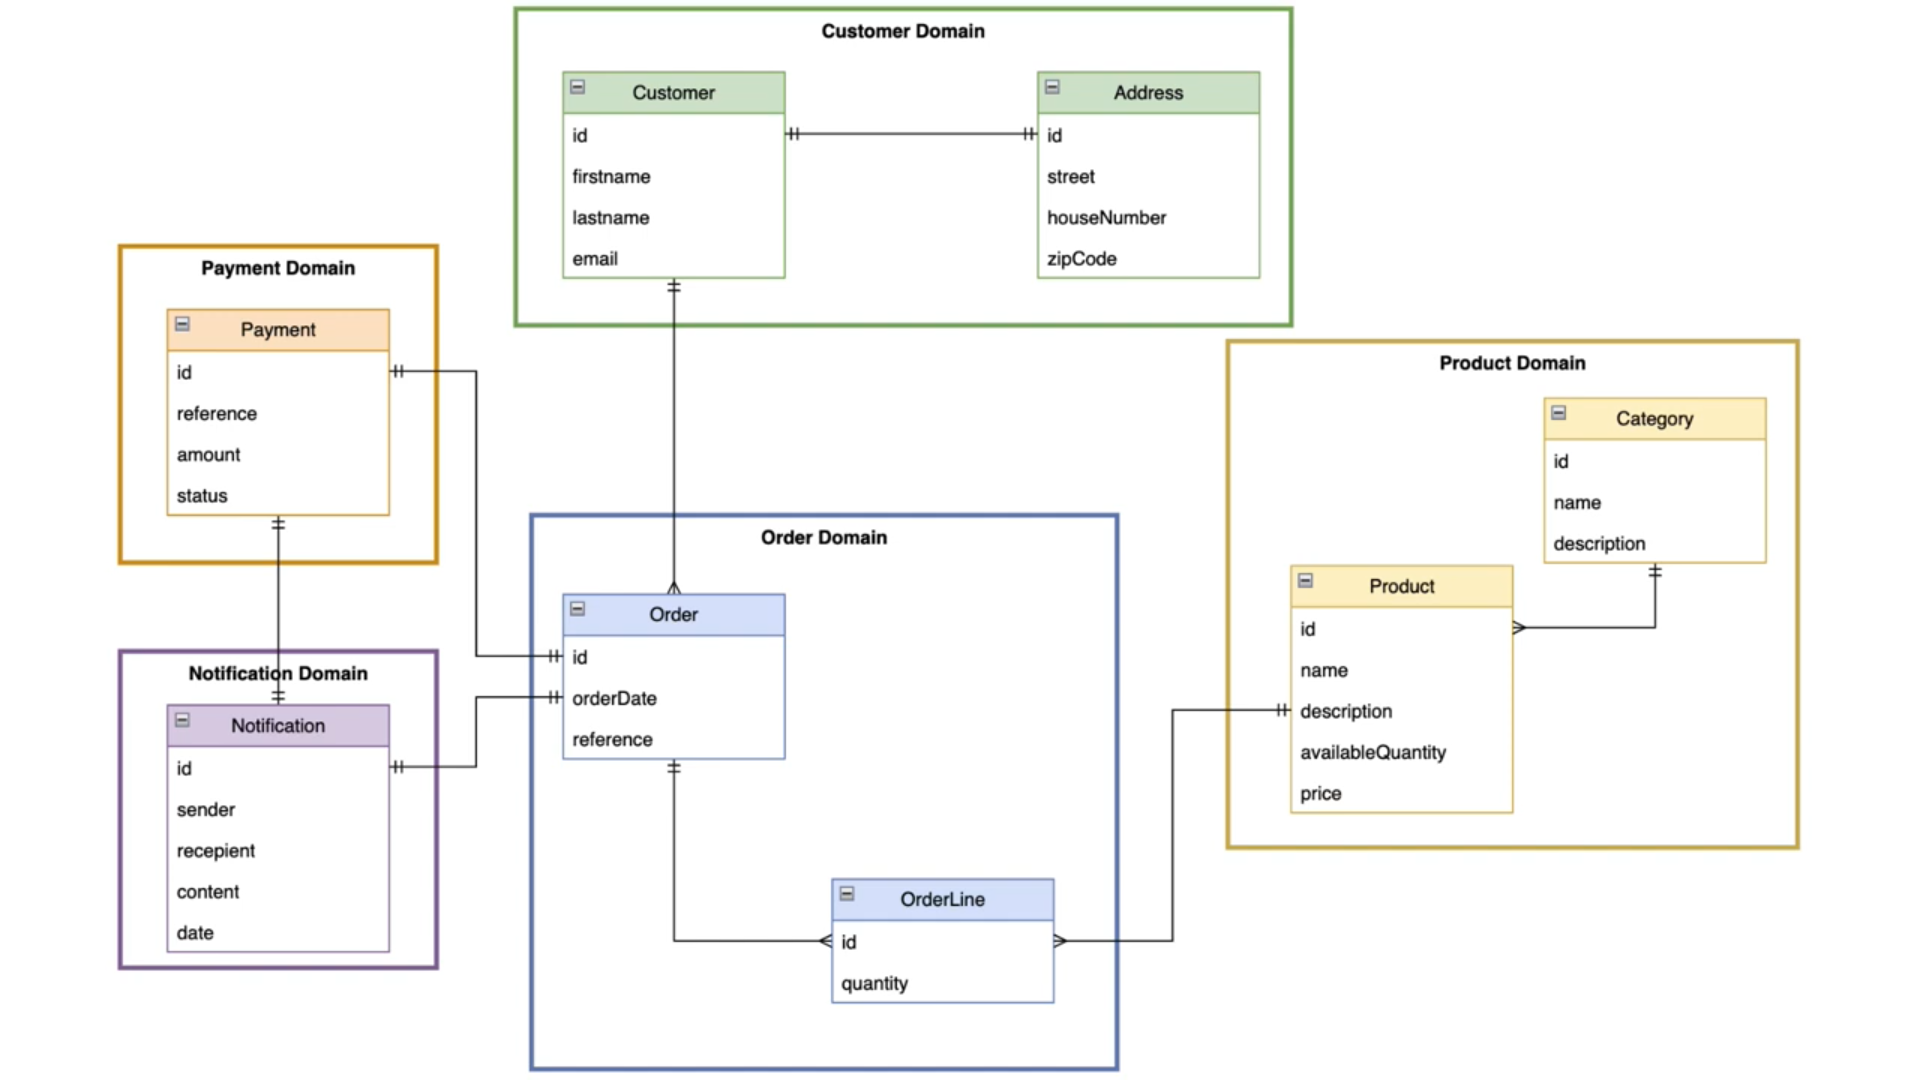 Customer Domain
Customer
id
firstname
lastname
email
Address
id
street
houseNumber
zipCode
Payment Domain
Payment
id
reference
amount
status
Product Domain
Category
id
name
description
Product
id
name
description
availableQuantity
price
Order Domain
Order
id
orderDate
reference
OrderLine
id
quantity
Notification Domain
Notification
id
sender
recepient
content
date